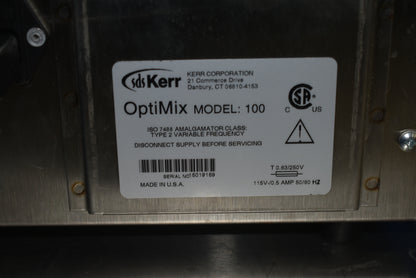 sds Kerr
KERR CORPORATION
21 Commerce Drive
Danbury, CT 06810-4153
OptiMix MODEL: 100
C US
ISO 7488 AMALGAMATOR CLASS:
TYPE 2 VARIABLE FREQUENCY
DISCONNECT SUPPLY BEFORE SERVICING
SERIAL NO
MADE IN U.S.A.
T 0.63/250V
115V~/0.5 AMP 50/60 HZ